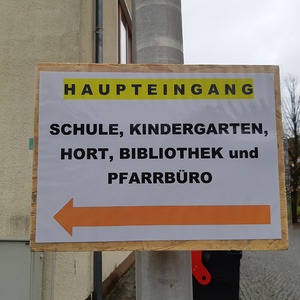 HAUPTEINGANG
SCHULE, KINDERGARTEN,
HORT, BIBLIOTHEK und
PFARRBÜRO